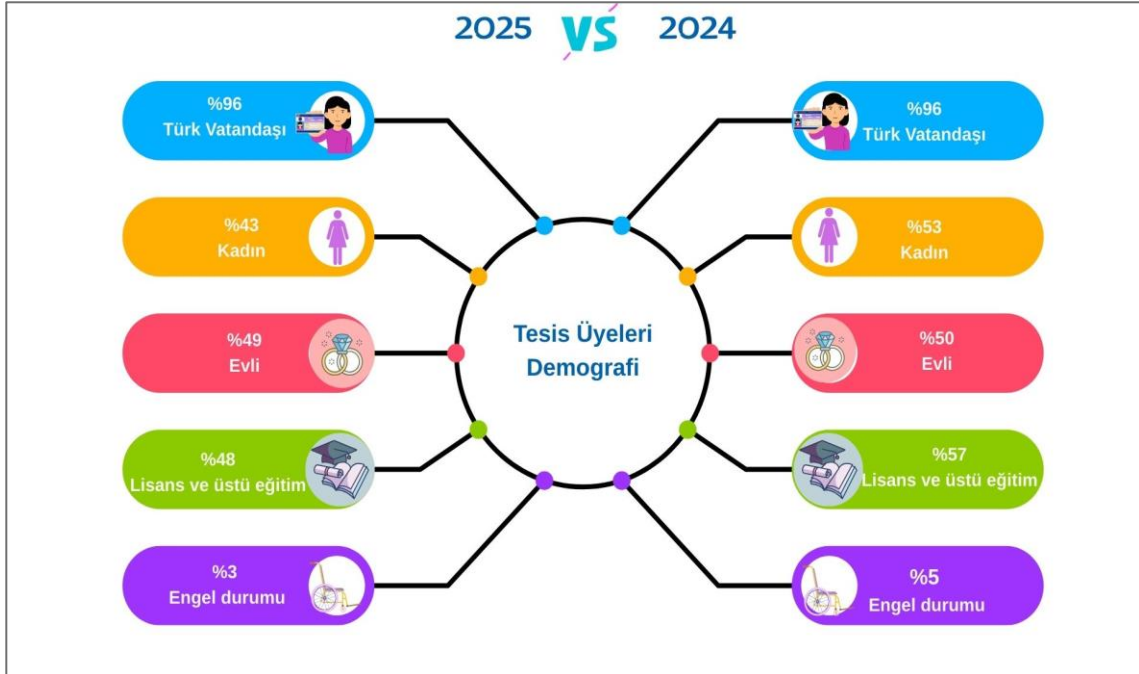 2025 VS 2024
%96
Türk Vatandaşı
%43
Kadın
%49
Evli
%48
Lisans ve üstü eğitim
%3
Engel durumu
Tesis Üyeleri
Demografi
%96
Türk Vatandaşı
%53
Kadın
%50
Evli
%57
Lisans ve üstü eğitim
%5
Engel durumu